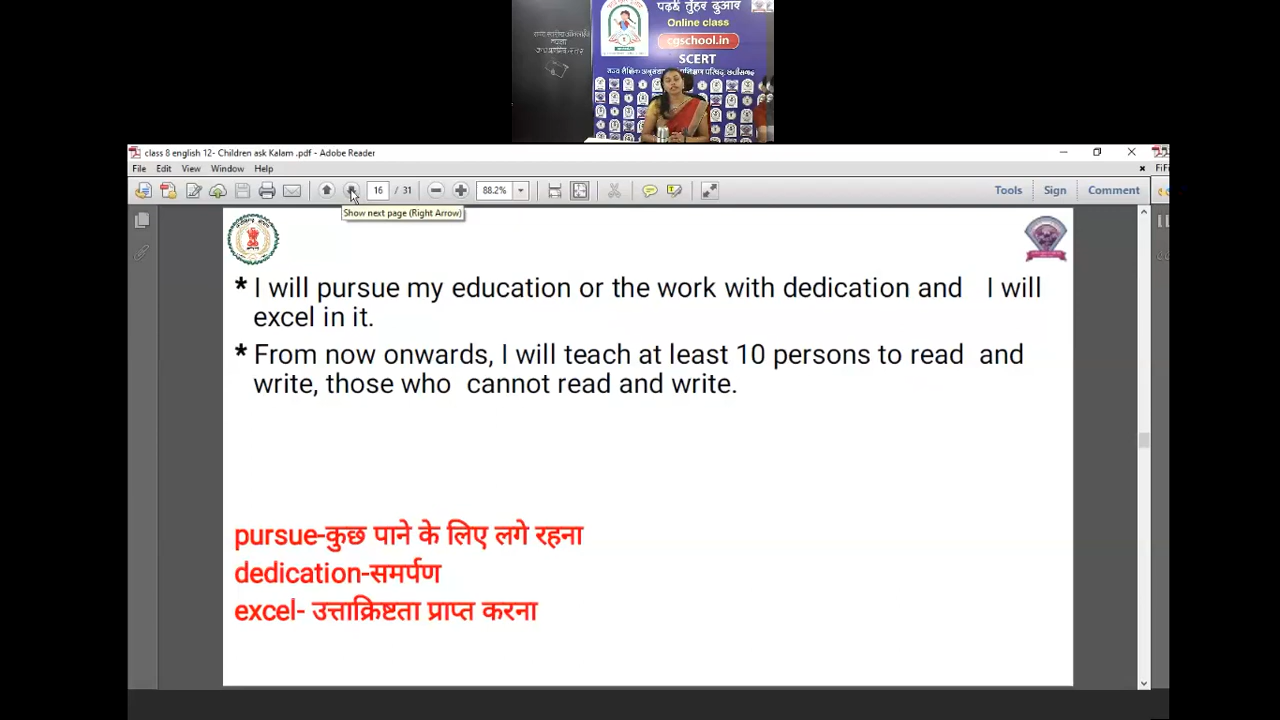 पढ़ई तुंहर दुआर
Online class
cgschool.in
SCERT
class 8 english 12- Children ask Kalam .pdf - Adobe Reader
File Edit View Window Help
16 / 31 88.2% Tools Sign Comment
Show next page (Right Arrow)
* I will pursue my education or the work with dedication and I will
excel in it.
* From now onwards, I will teach at least 10 persons to read and
write, those who cannot read and write.
pursue-कुछ पाने के लिए लगे रहना
dedication-समर्पण
excel- उत्ताक्रिष्टता प्राप्त करना